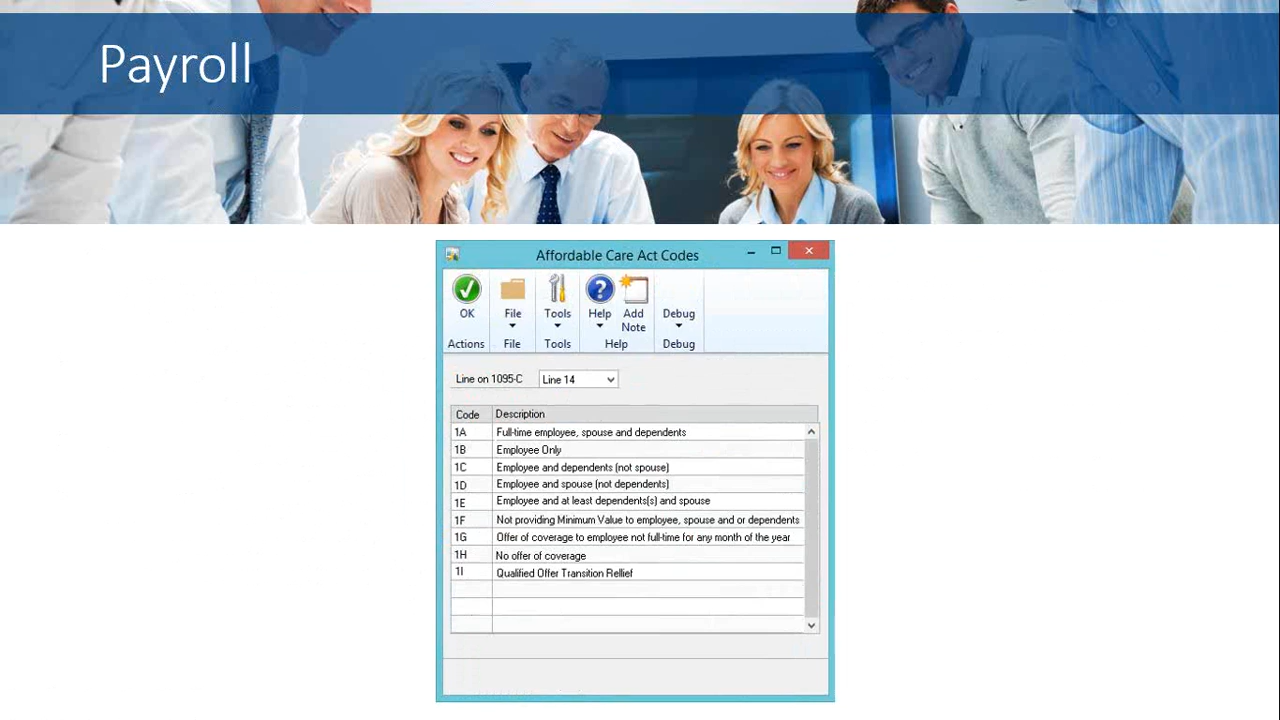 Payroll
Affordable Care Act Codes
OK File Tools Help Add Note Debug
Actions File Tools Help Debug
Line on 1095-C Line 14
Code Description
1A Full-time employee, spouse and dependents
1B Employee Only
1C Employee and dependents (not spouse)
1D Employee and spouse (not dependents)
1E Employee and at least dependents(s) and spouse
1F Not providing Minimum Value to employee, spouse and or dependents
1G Offer of coverage to employee not full-time for any month of the year
1H No offer of coverage
1I Qualified Offer Transition Rellief